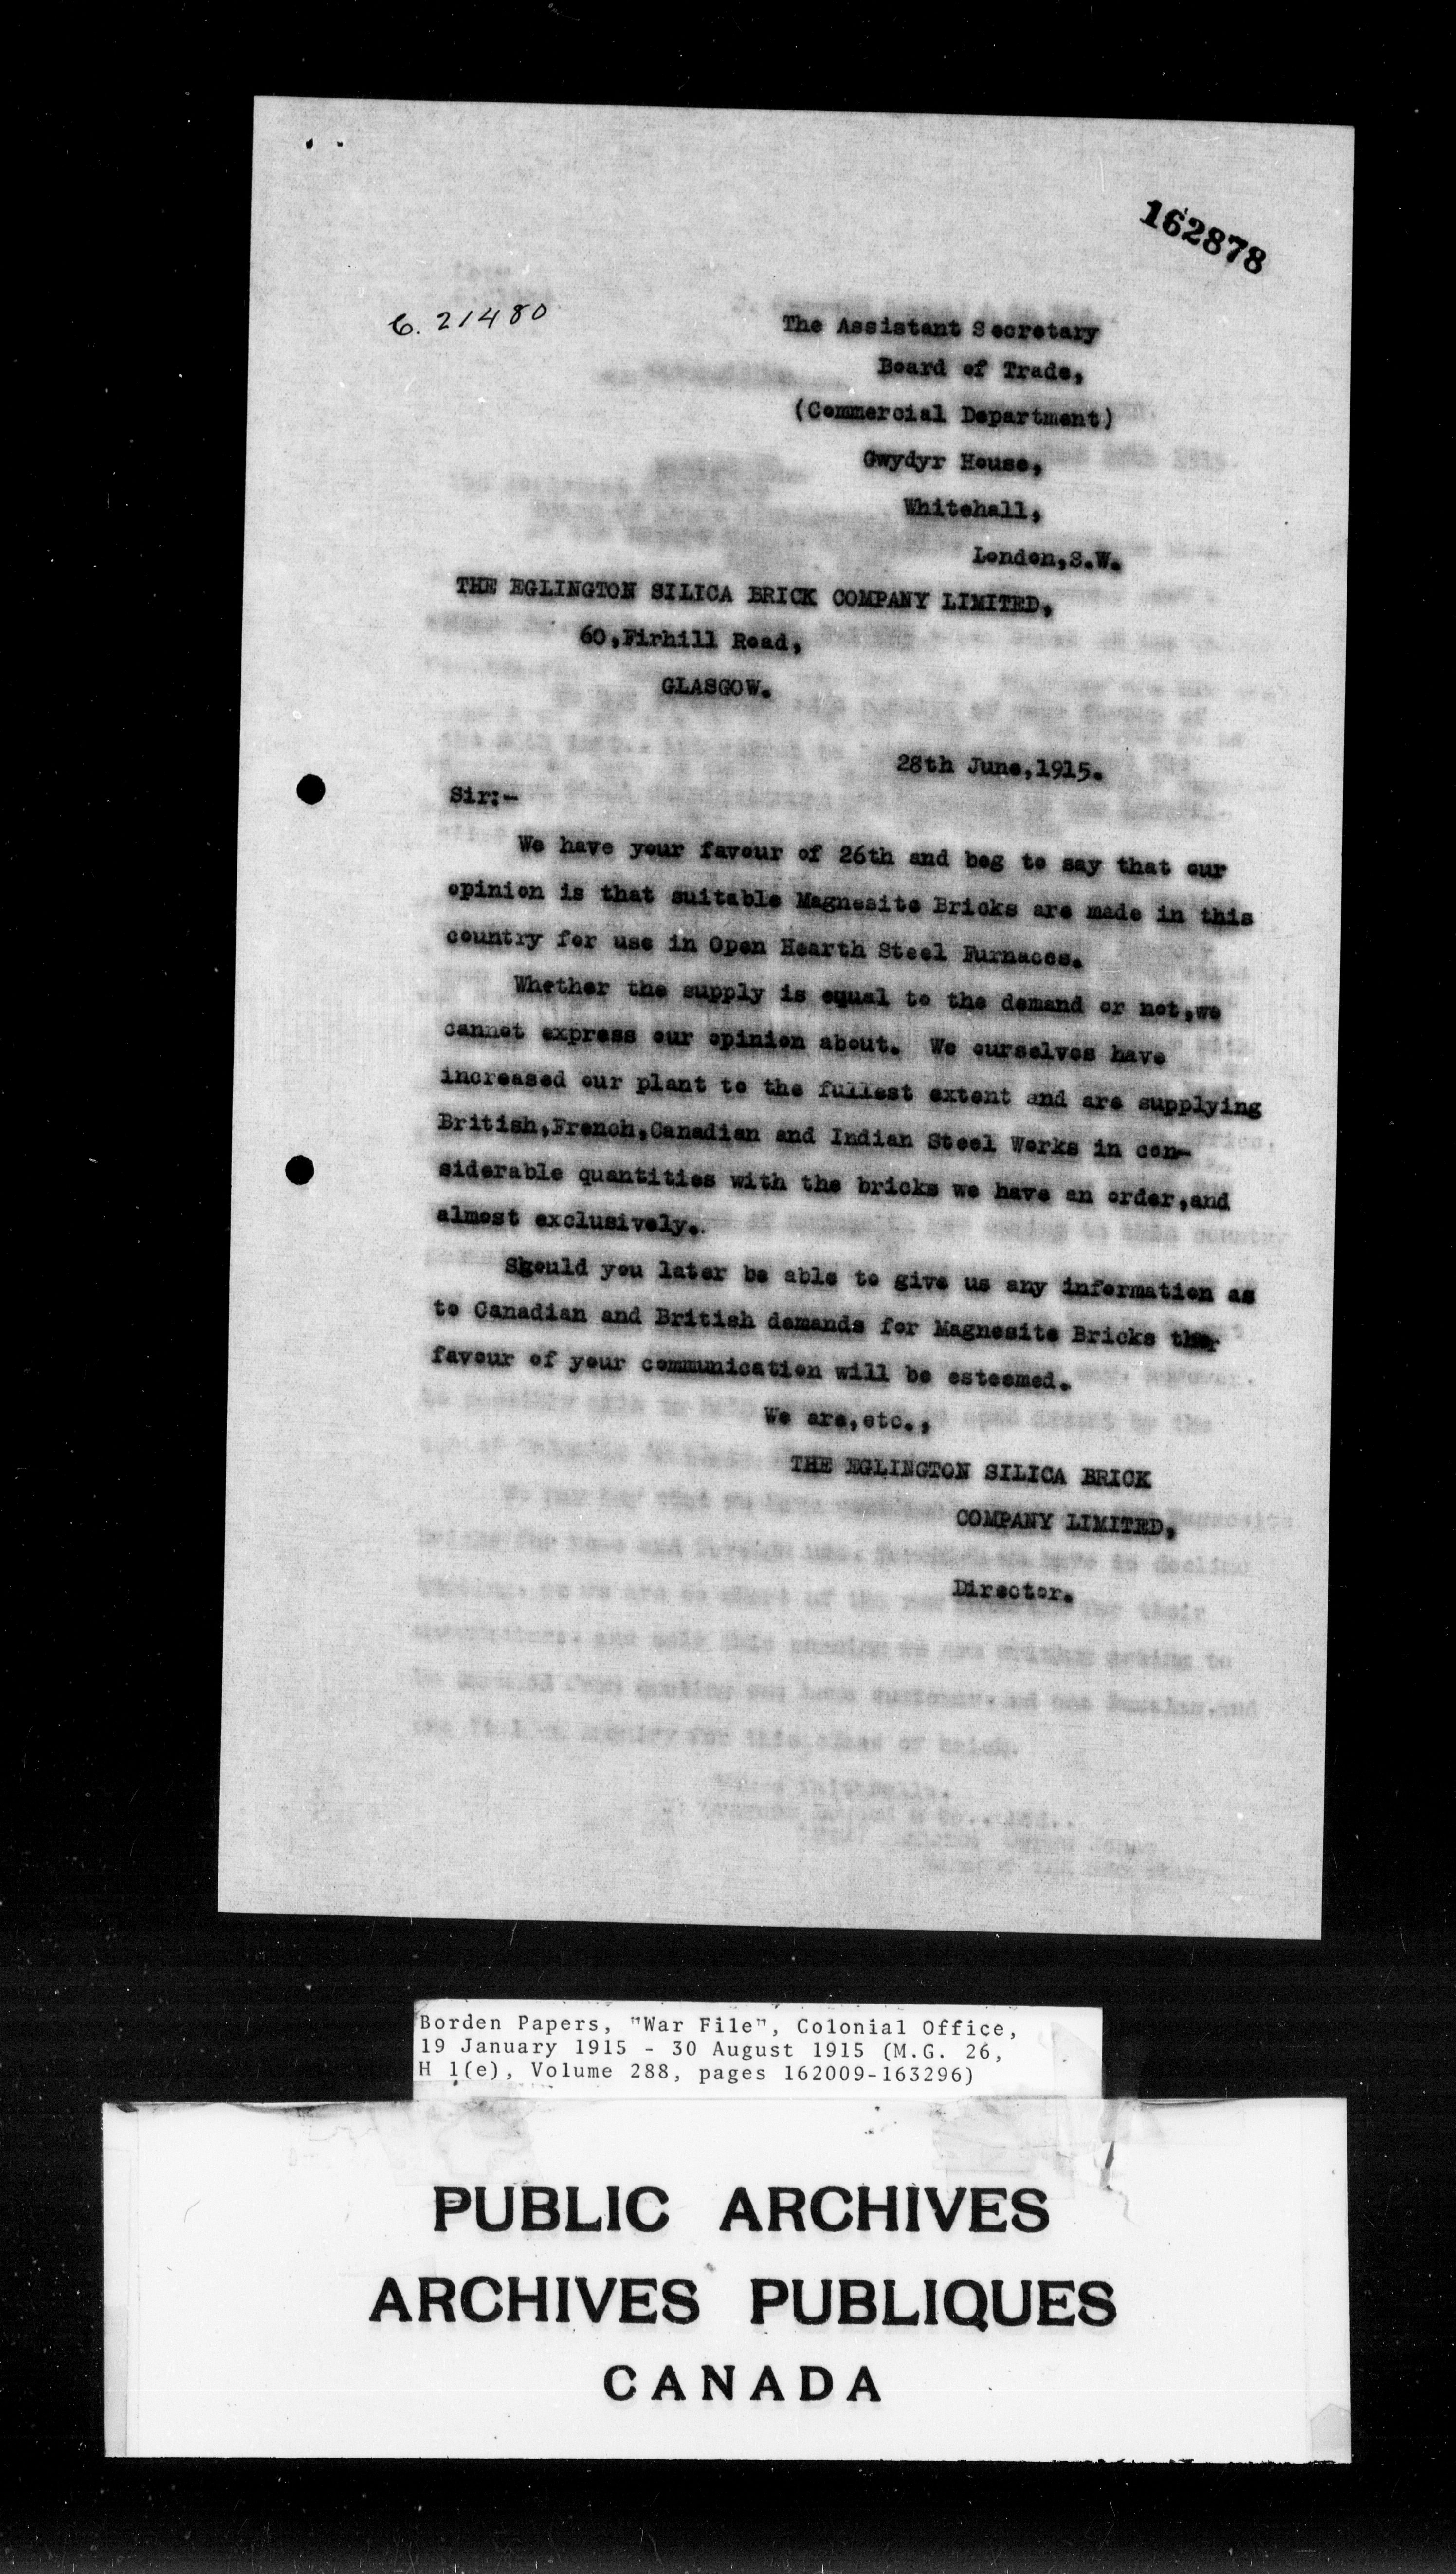 162878
C. 21480
The Assistant Secretary
Board of Trade,
(Commercial Department)
Gwydyr House,
Whitehall,
London,S.W.
THE EGLINGTON SILICA BRICK COMPANY LIMITED,
60,Firhill Road,
GLASGOW.
28th June,1915.
Sir:-
We have your favour of 26th and beg to say that our
opinion is that suitable Magnesite Bricks are made in this
country for use in Open Hearth Steel Furnaces.
Whether the supply is equal to the demand or not,we
cannot express our opinion about. We ourselves have
increased our plant to the fullest extent and are supplying
British,French,Canadian and Indian Steel Works in con-
siderable quantities with the bricks we have an order,and
almost exclusively.
Should you later be able to give us any information as
to Canadian and British demands for Magnesite Bricks the
favour of your communication will be esteemed.
We are,etc.,
THE EGLINGTON SILICA BRICK
COMPANY LIMITED,
Director.
Borden Papers, "War File", Colonial Office,
19 January 1915 - 30 August 1915 (M.G. 26,
H 1(e), Volume 288, pages 162009-163296)
PUBLIC ARCHIVES
ARCHIVES PUBLIQUES
CANADA